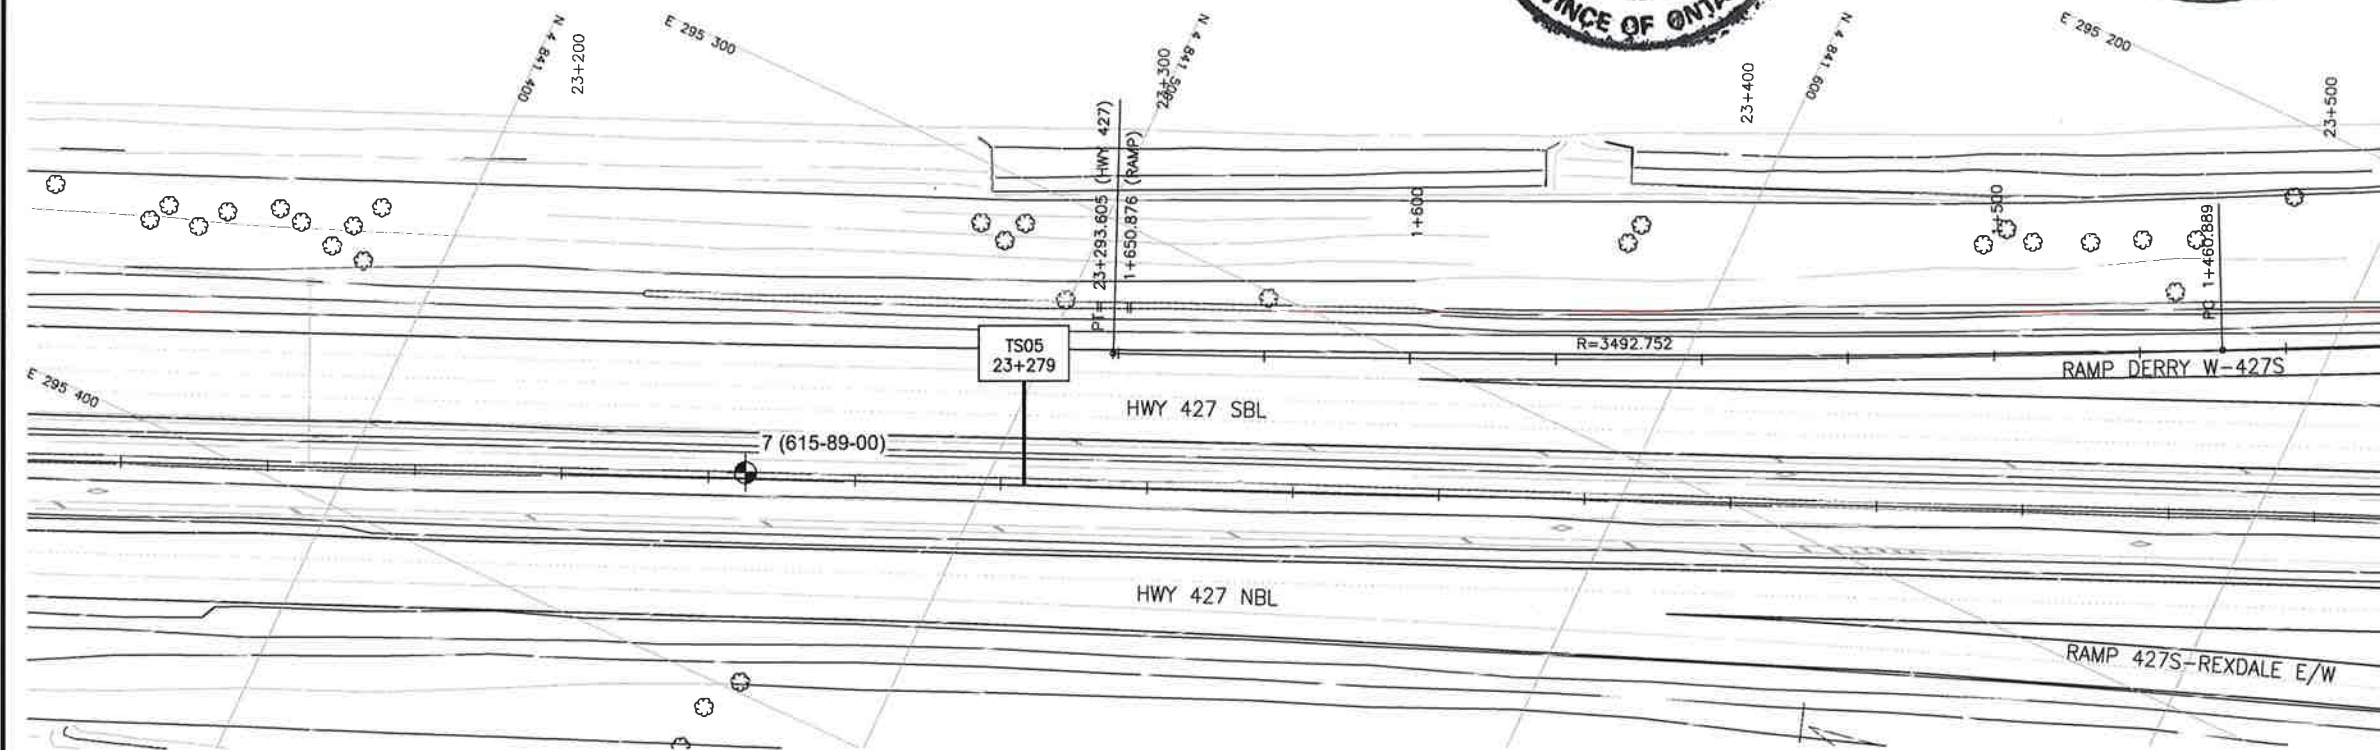 VINCE OF ONTA
N 4 841 400
23+200
E 295 300
23+300
N 4 841 500
23+400
N 4 841 600
E 295 200
23+500
PT= 23+293.605 (HWY 427)
= 1+650.876 (RAMP)
1+600
1+500
PC 1+460.889
TS05
23+279
R=3492.752
RAMP DERRY W-427S
E 295 400
HWY 427 SBL
7 (615-89-00)
HWY 427 NBL
RAMP 427S-REXDALE E/W